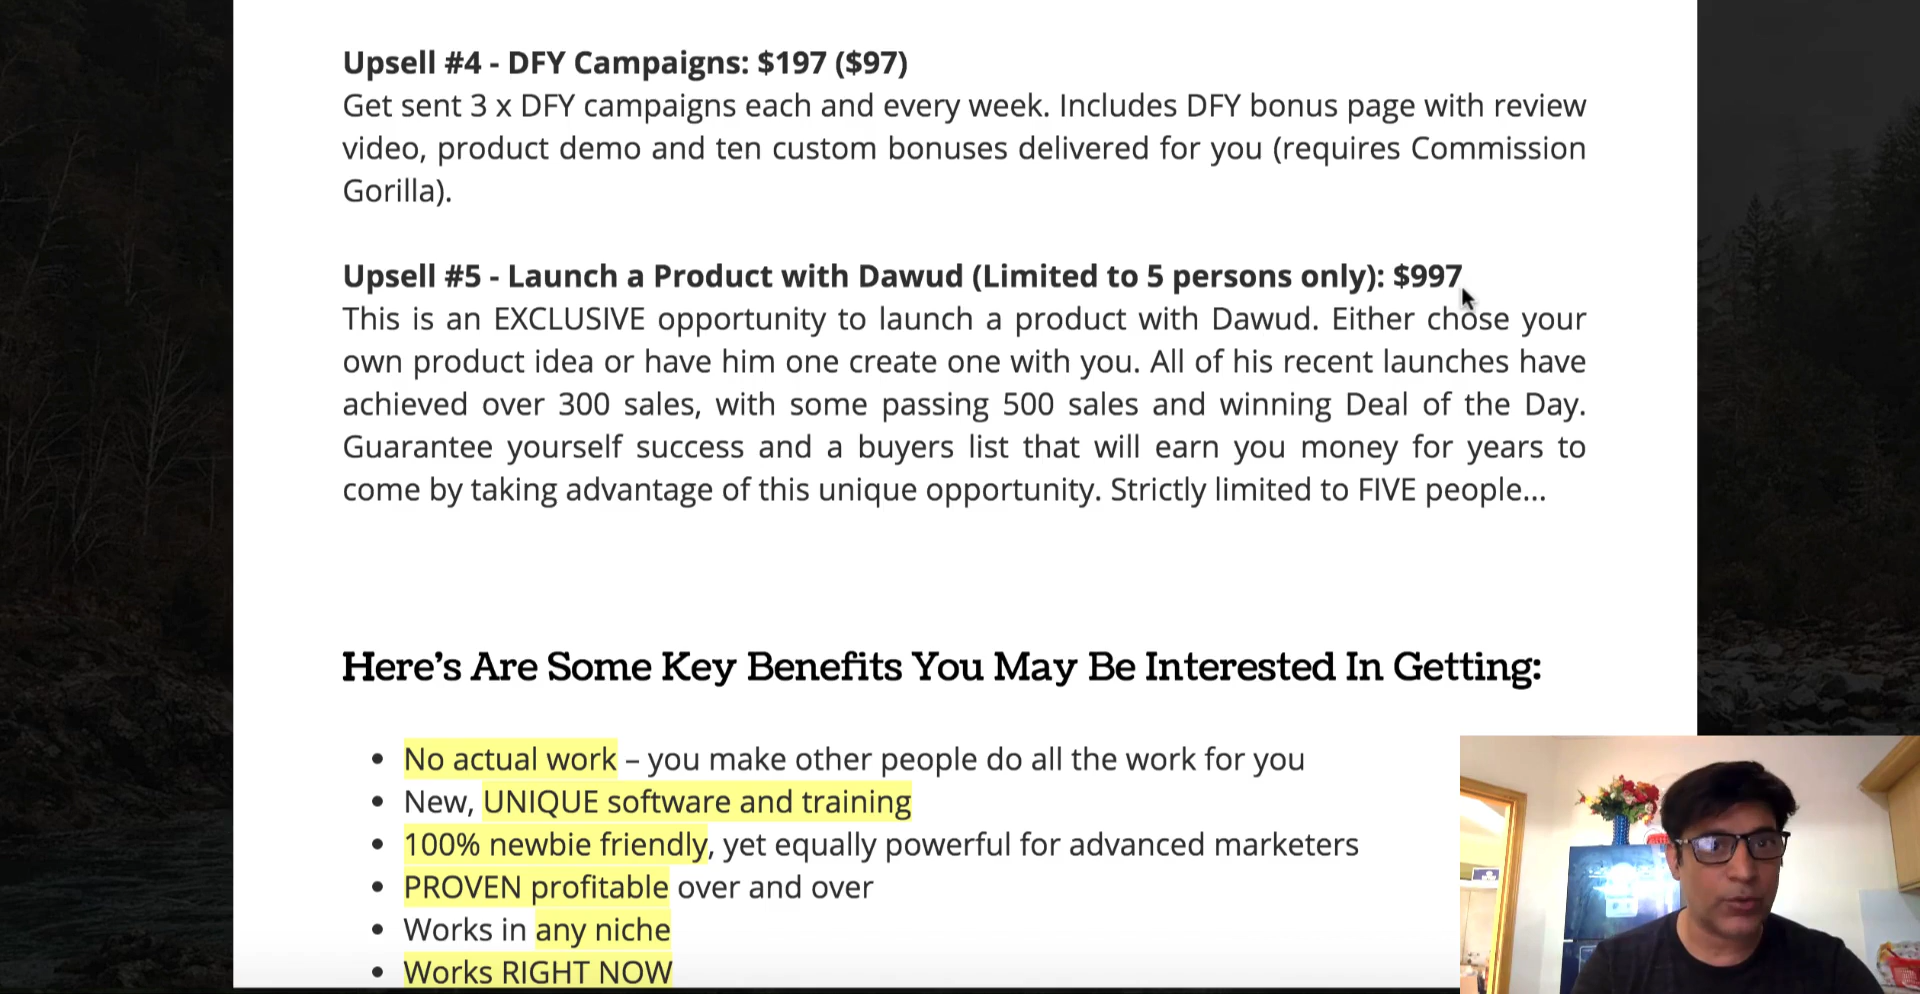 Upsell #4 - DFY Campaigns: $197 ($97)
Get sent 3 x DFY campaigns each and every week. Includes DFY bonus page with review
video, product demo and ten custom bonuses delivered for you (requires Commission
Gorilla).
Upsell #5 - Launch a Product with Dawud (Limited to 5 persons only): $997
This is an EXCLUSIVE opportunity to launch a product with Dawud. Either chose your
own product idea or have him one create one with you. All of his recent launches have
achieved over 300 sales, with some passing 500 sales and winning Deal of the Day.
Guarantee yourself success and a buyers list that will earn you money for years to
come by taking advantage of this unique opportunity. Strictly limited to FIVE people...
Here's Are Some Key Benefits You May Be Interested In Getting:
• No actual work – you make other people do all the work for you
• New, UNIQUE software and training
• 100% newbie friendly, yet equally powerful for advanced marketers
• PROVEN profitable over and over
• Works in any niche
• Works RIGHT NOW